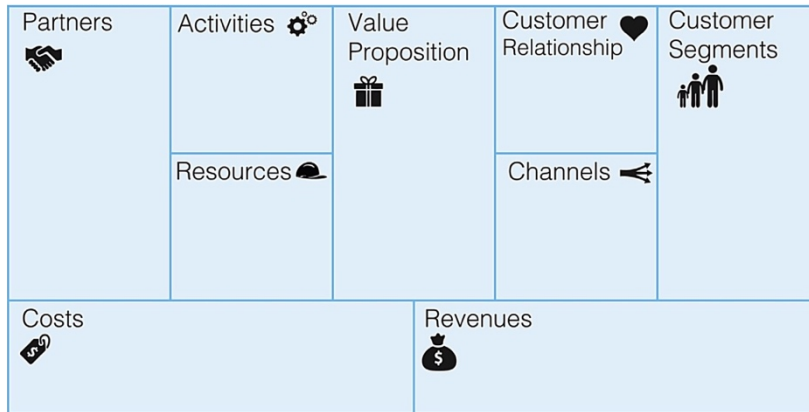 Partners
Activities
Value
Proposition
Customer
Relationship
Customer
Segments
Resources
Channels
Costs
$
Revenues
$